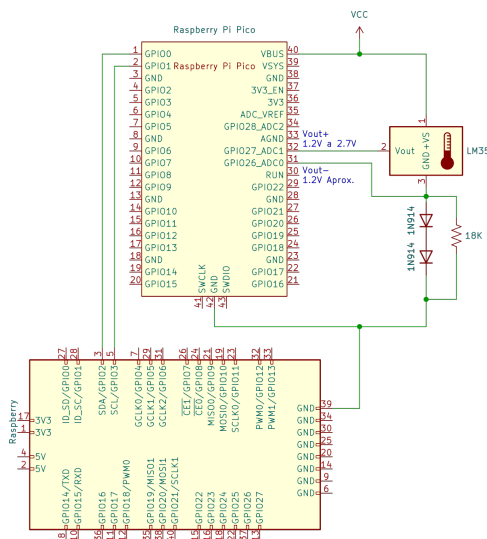 VCC
Raspberry Pi Pico
Raspberry Pi Pico
1 GPIO0
2 GPIO1
3 GND
4 GPIO2
5 GPIO3
6 GPIO4
7 GPIO5
8 GND
9 GPIO6
10 GPIO7
11 GPIO8
12 GPIO9
13 GND
14 GPIO10
15 GPIO11
16 GPIO12
17 GPIO13
18 GND
19 GPIO14
20 GPIO15
VBUS 40
VSYS 39
GND 38
3V3_EN 37
3V3 36
ADC_VREF 35
GPIO28_ADC2 34
AGND 33
GPIO27_ADC1 32
GPIO26_ADC0 31
RUN 30
GPIO22 29
GND 28
GPIO21 27
GPIO20 26
GPIO19 25
GPIO18 24
GND 23
GPIO17 22
GPIO16 21
SWCLK 41
GND 42
SWDIO 43
Vout+
1.2V a 2.7V
Vout-
1.2V Aprox.
1
+VS
2 Vout
GND
3
LM35
1N914
1N914
18K
Raspberry
27 ID_SD/GPIO0
28 ID_SC/GPIO1
3 SDA/GPIO2
5 SCL/GPIO3
7 GCLK0/GPIO4
29 GCLK1/GPIO5
31 GCLK2/GPIO6
26 CE1/GPIO7
24 CE0/GPIO8
21 MISO0/GPIO9
19 MOSI0/GPIO10
23 SCLK0/GPIO11
32 PWM0/GPIO12
33 PWM1/GPIO13
17 3V3
1 3V3
4 5V
2 5V
GND 39
GND 34
GND 30
GND 25
GND 20
GND 14
GND 9
GND 6
8 GPIO14/TXD
10 GPIO15/RXD
36 GPIO16
11 GPIO17
12 GPIO18/PWM0
35 GPIO19/MISO1
38 GPIO20/MOSI1
40 GPIO21/SCLK1
15 GPIO22
16 GPIO23
18 GPIO24
22 GPIO25
37 GPIO26
13 GPIO27